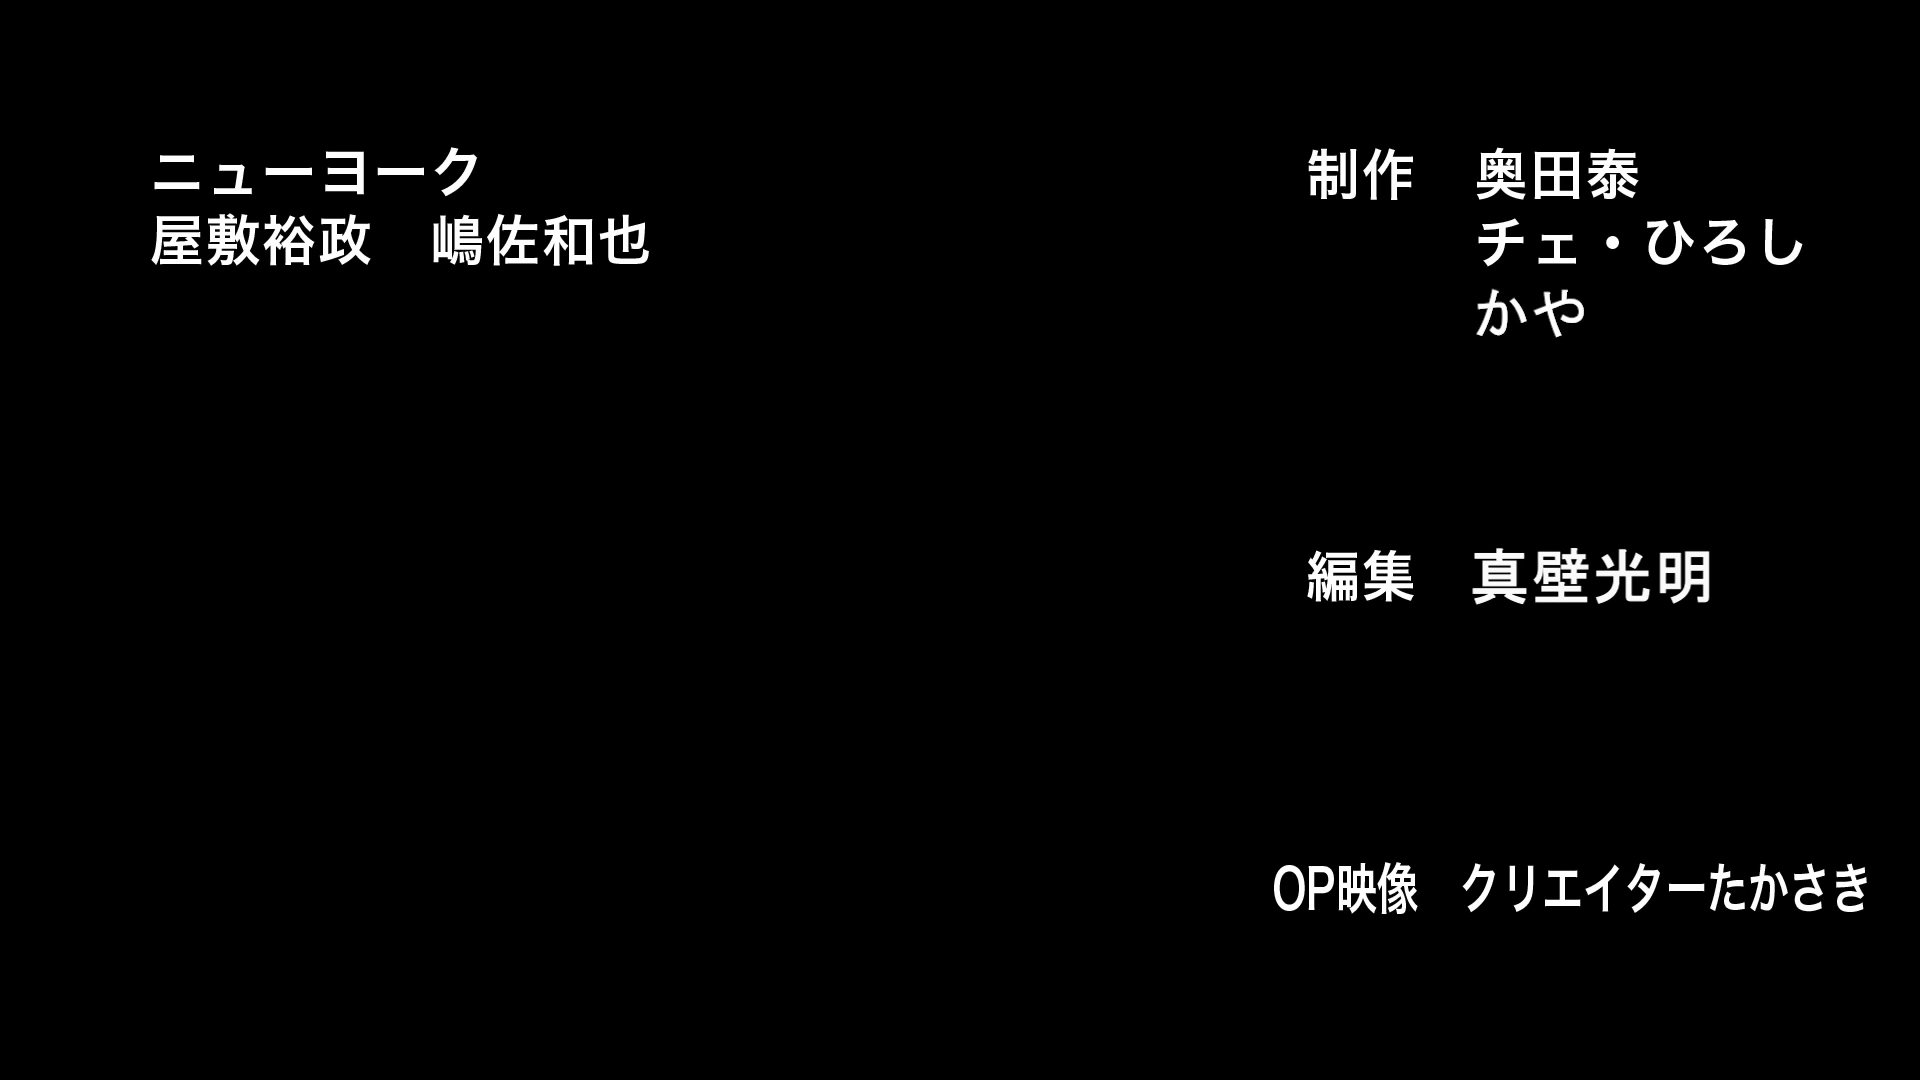 ニューヨーク
屋敷裕政　嶋佐和也
制作　奥田泰
チェ・ひろし
かや
編集　真壁光明
OP映像　クリエイターたかさき